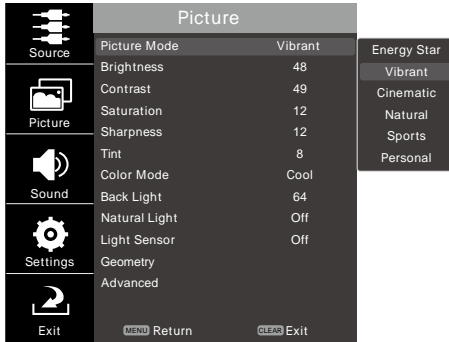 Picture
Source
Picture
Sound
Settings
Exit
Picture Mode Vibrant
Brightness 48
Contrast 49
Saturation 12
Sharpness 12
Tint 8
Color Mode Cool
Back Light 64
Natural Light Off
Light Sensor Off
Geometry
Advanced
MENU Return CLEAR Exit
Energy Star
Vibrant
Cinematic
Natural
Sports
Personal